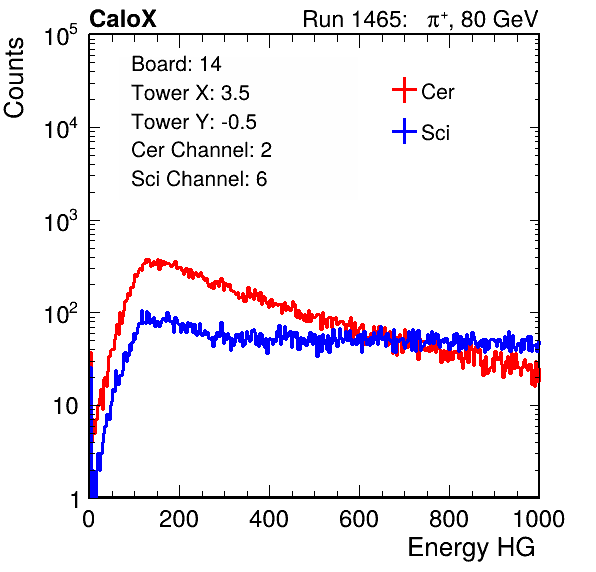 CaloX Run 1465: π⁺, 80 GeV
Counts
10⁵
10⁴
10³
10²
10
1
Board: 14
Tower X: 3.5
Tower Y: -0.5
Cer Channel: 2
Sci Channel: 6
Cer
Sci
0 200 400 600 800 1000
Energy HG